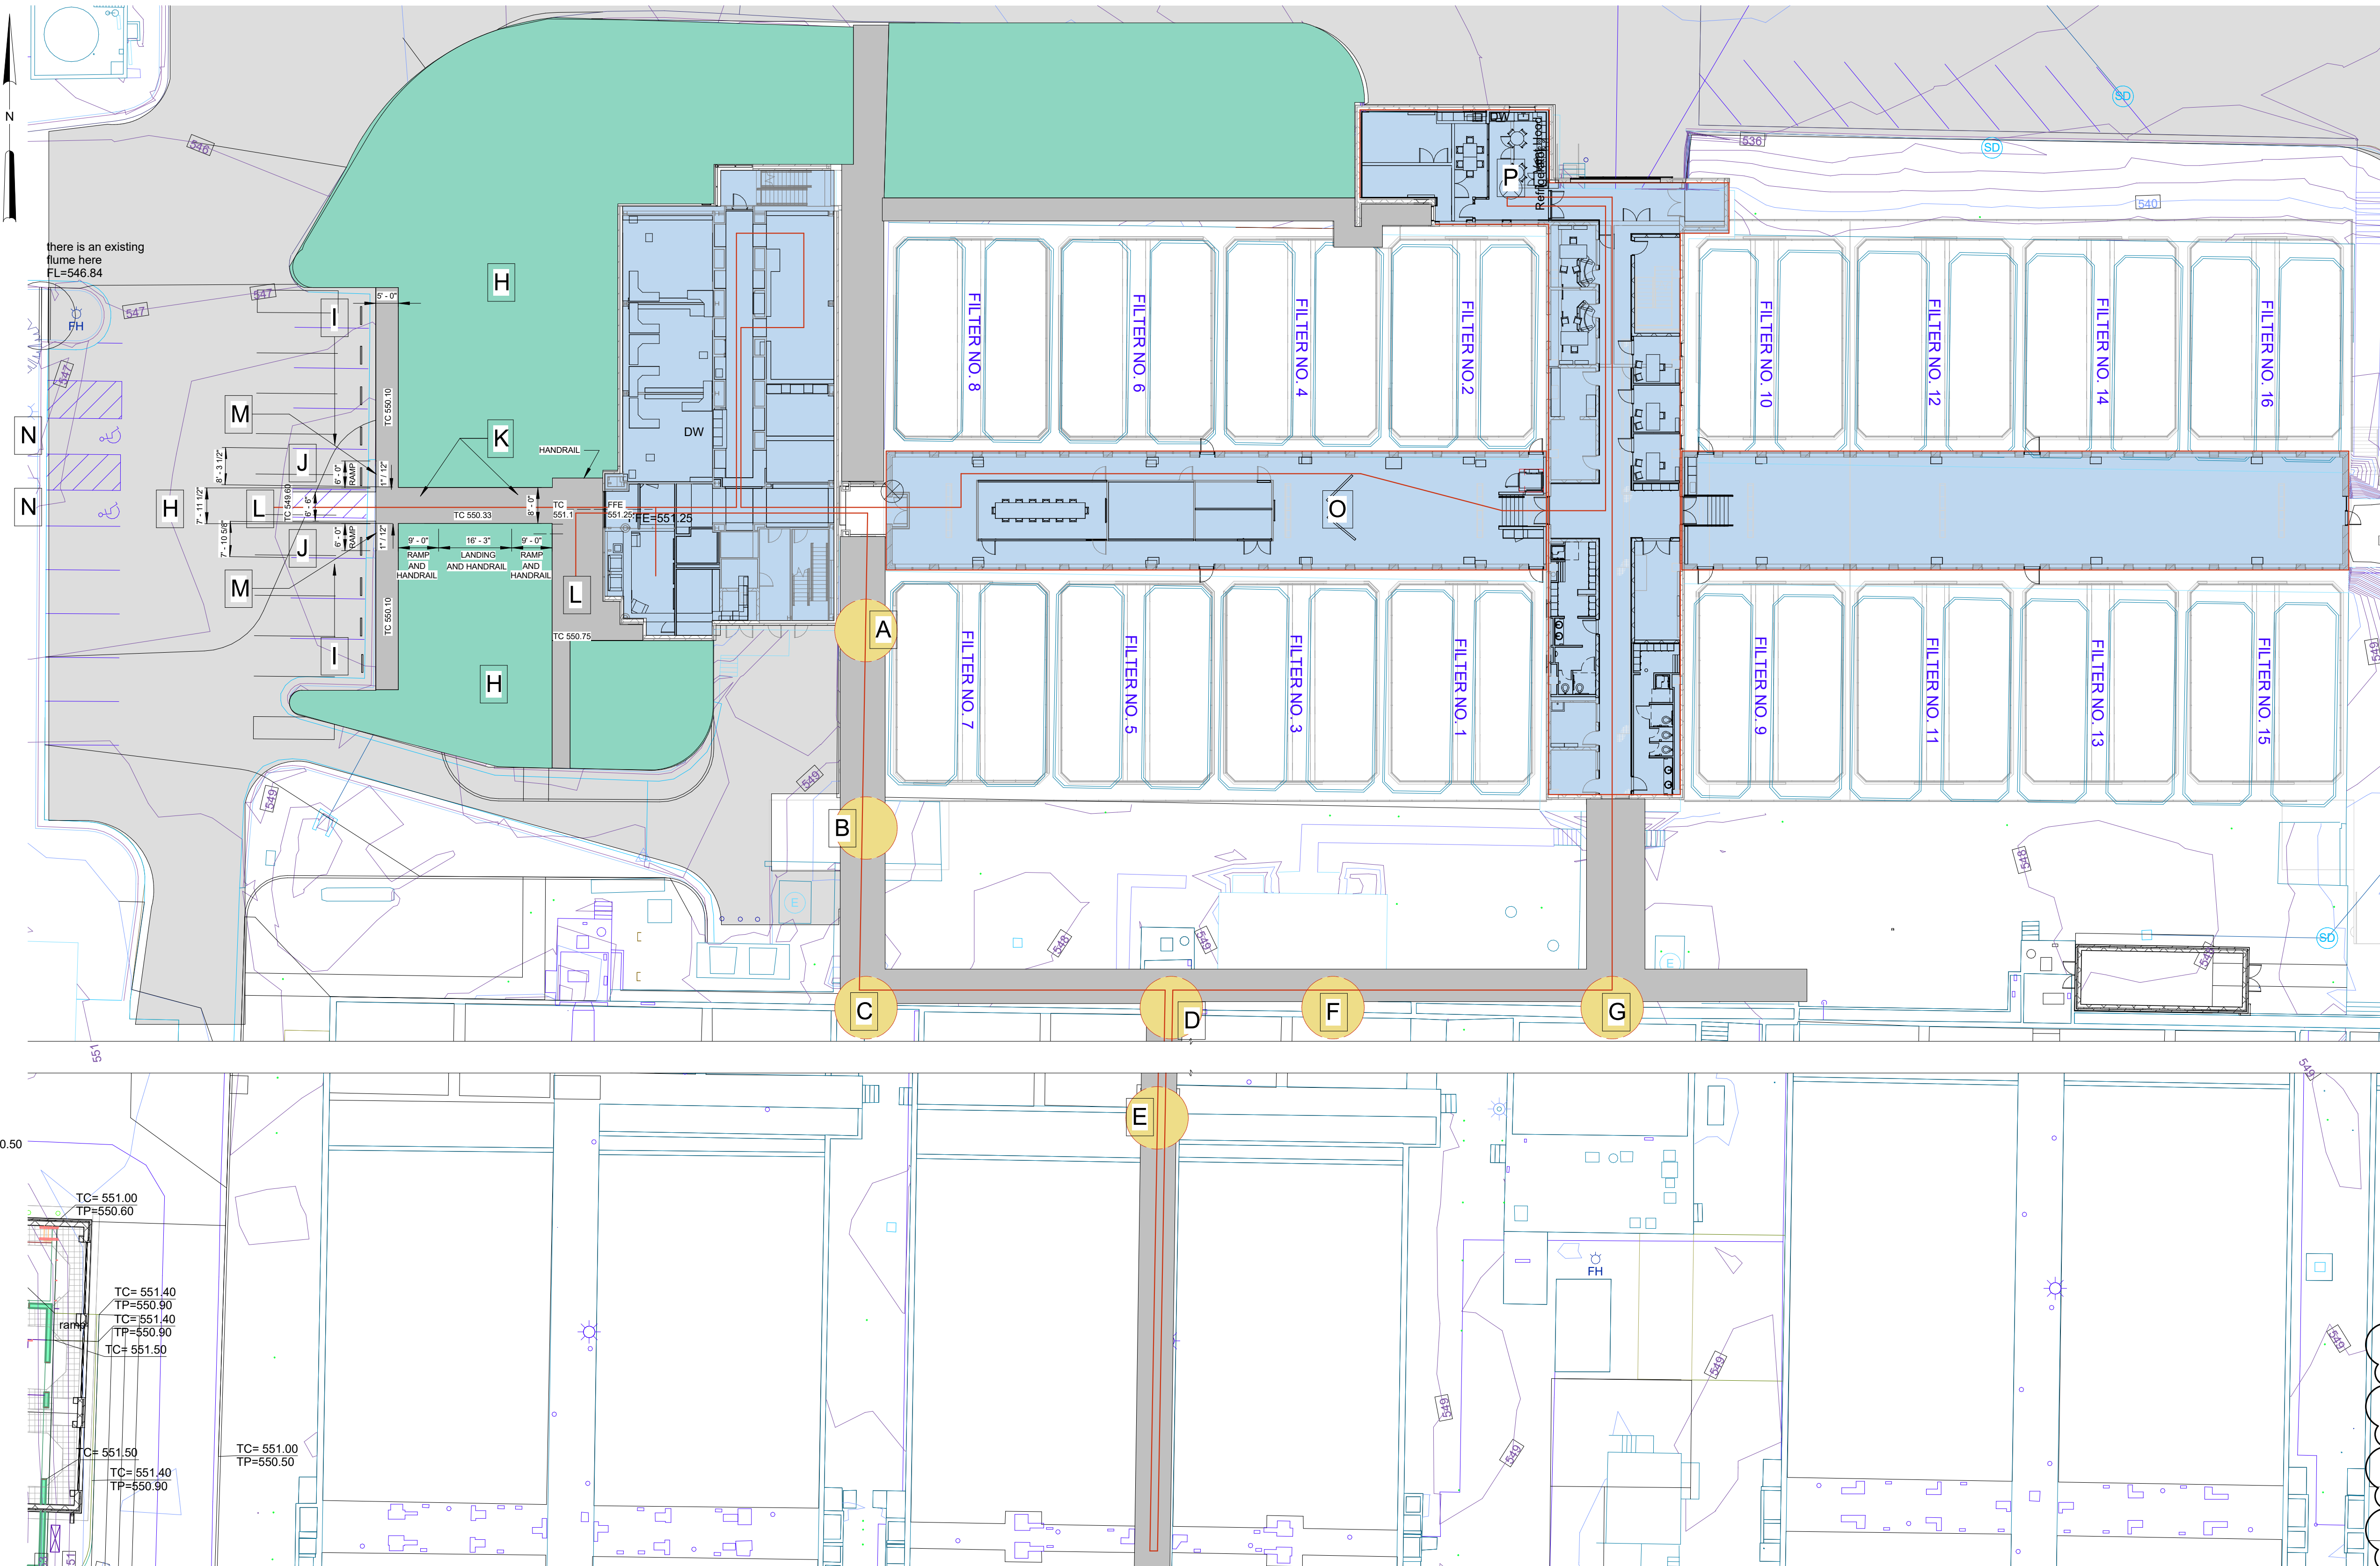 N
546
there is an existing
flume here
FL=546.84
547
547
547
FH
N
N
5' - 0"
I
M
TC 550.10
J
8' - 3 1/2"
6' - 0"
RAMP
1" / 12"
H
7' - 11 1/2"
L
TC 549.60
6' - 6"
7' - 10 5/8"
J
6' - 0"
RAMP
1" / 12"
M
I
TC 550.10
H
K
HANDRAIL
TC 550.33
8' - 0"
TC
551.1
FFE
551.25
FE=551.25
9' - 0"
RAMP
AND
HANDRAIL
16' - 3"
LANDING
AND HANDRAIL
9' - 0"
RAMP
AND
HANDRAIL
L
TC 550.75
H
DW
DW
P
Refrigerator
O
FILTER NO. 8
FILTER NO. 6
FILTER NO. 4
FILTER NO.2
FILTER NO. 10
FILTER NO. 12
FILTER NO. 14
FILTER NO. 16
SD
SD
536
540
549
FILTER NO. 7
FILTER NO. 5
FILTER NO. 3
FILTER NO. 1
FILTER NO. 9
FILTER NO. 11
FILTER NO. 13
FILTER NO. 15
A
549
549
B
E
548
549
E
548
SD
C
D
F
G
551
549
E
0.50
TC= 551.00
TP=550.60
TC= 551.40
TP=550.90
TC= 551.40
TP=550.90
ramp
TC= 551.50
TC= 551.50
TC= 551.40
TP=550.90
TC= 551.00
TP=550.50
FH
549
549
549
549
51